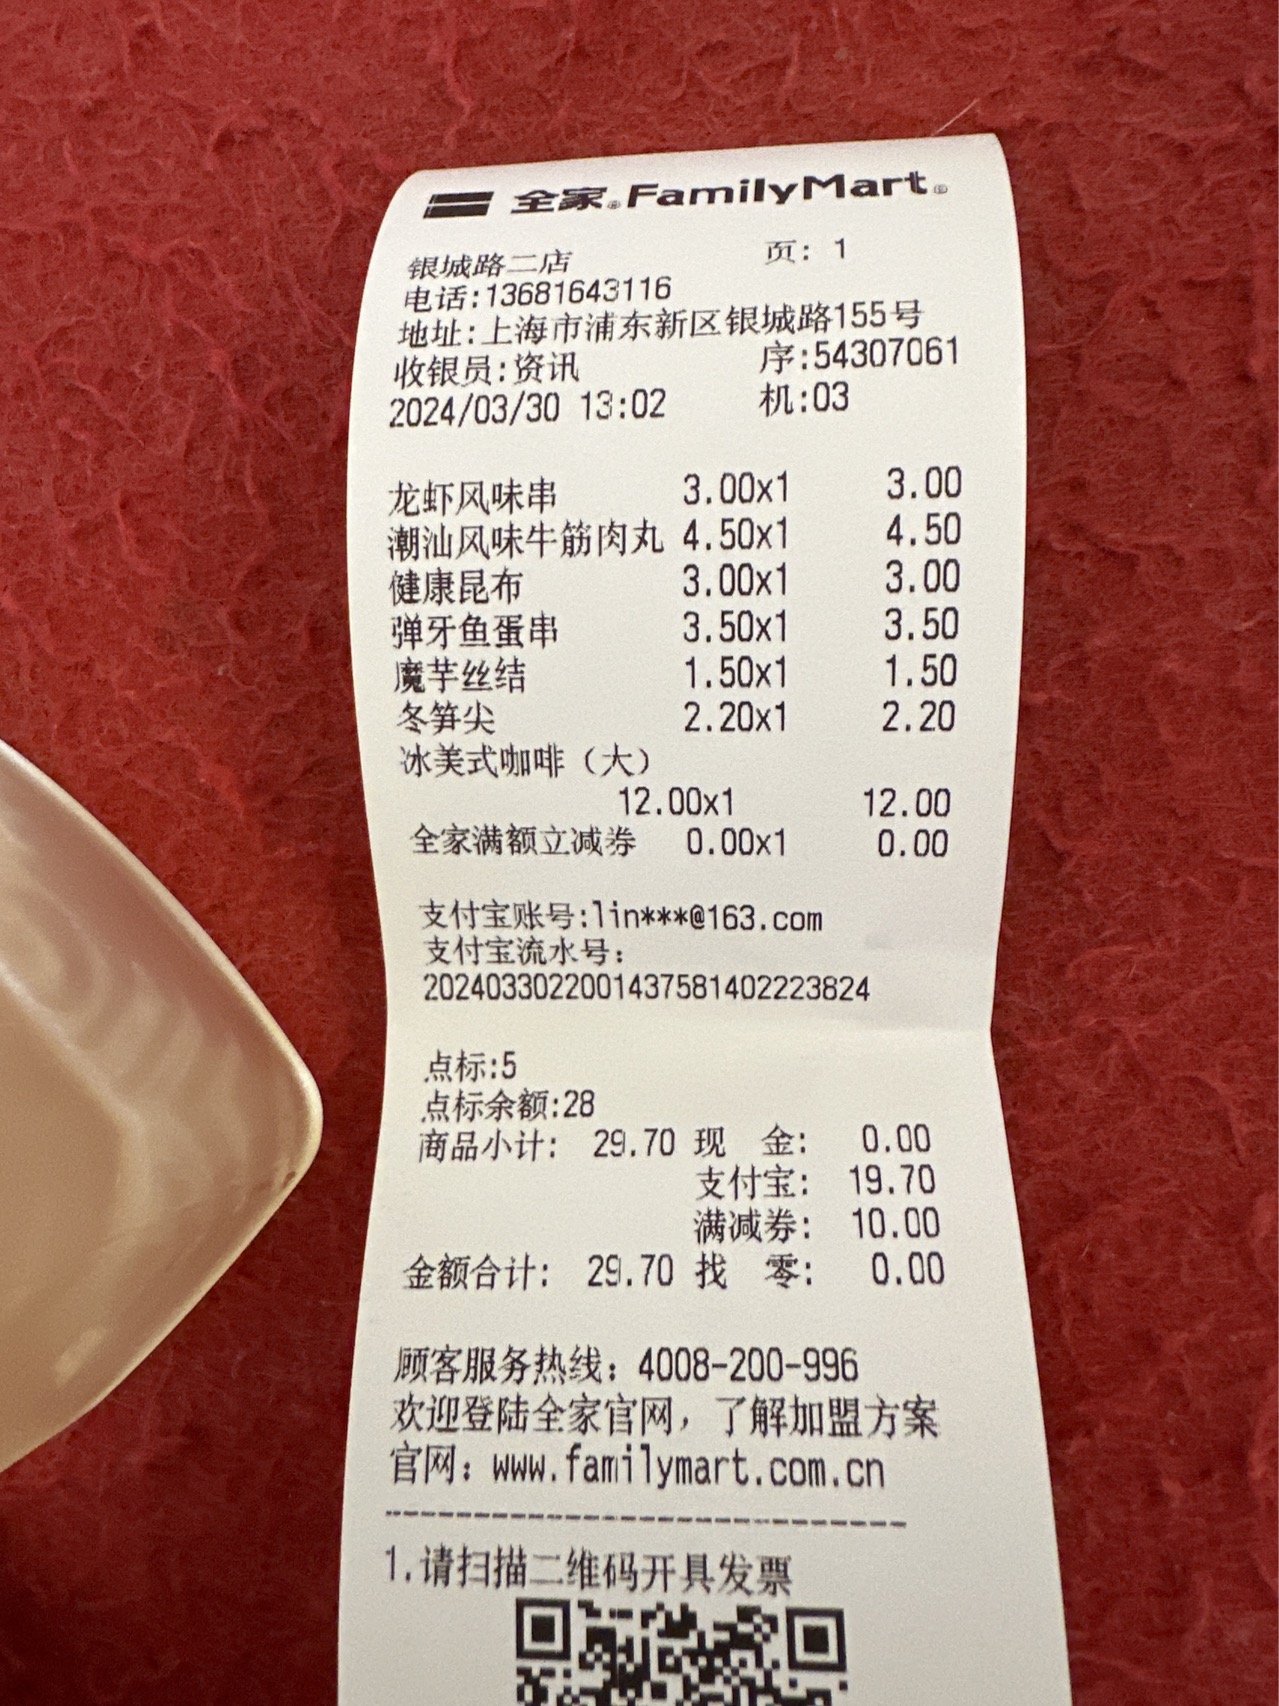 全家®FamilyMart®
银城路二店 页: 1
电话:13681643116
地址:上海市浦东新区银城路155号
收银员:资讯 序:54307061
2024/03/30 13:02 机:03
龙虾风味串 3.00x1 3.00
潮汕风味牛筋肉丸 4.50x1 4.50
健康昆布 3.00x1 3.00
弹牙鱼蛋串 3.50x1 3.50
魔芋丝结 1.50x1 1.50
冬笋尖 2.20x1 2.20
冰美式咖啡（大）
12.00x1 12.00
全家满额立减券 0.00x1 0.00
支付宝账号:lin***@163.com
支付宝流水号:
2024033022001437581402223824
点标:5
点标余额:28
商品小计: 29.70 现 金: 0.00
支付宝: 19.70
满减券: 10.00
金额合计: 29.70 找 零: 0.00
顾客服务热线：4008-200-996
欢迎登陆全家官网，了解加盟方案
官网：www.familymart.com.cn
1.请扫描二维码开具发票